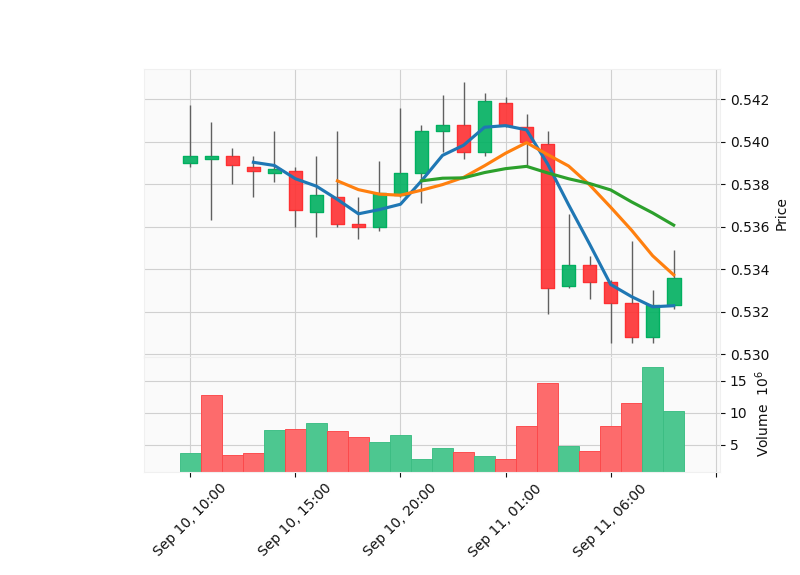 0.542
0.540
0.538
0.536
0.534
0.532
0.530
Price
15
10
5
Volume 10^6
Sep 10, 10:00
Sep 10, 15:00
Sep 10, 20:00
Sep 11, 01:00
Sep 11, 06:00